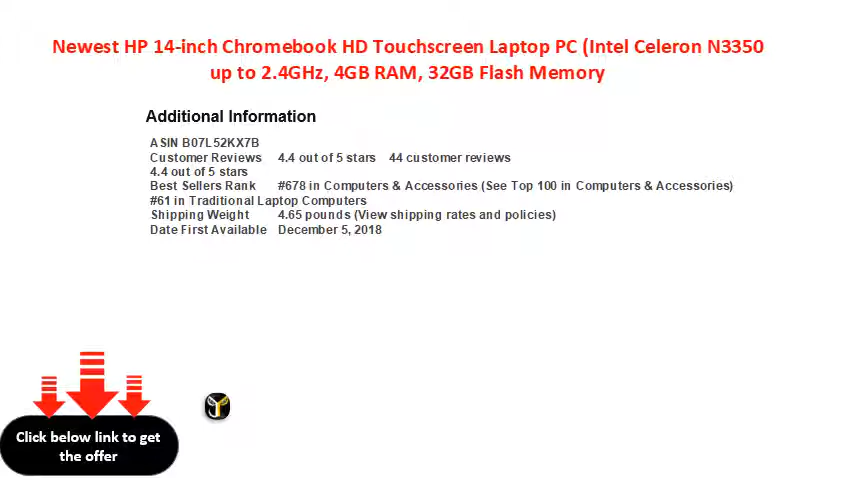 Newest HP 14-inch Chromebook HD Touchscreen Laptop PC (Intel Celeron N3350
up to 2.4GHz, 4GB RAM, 32GB Flash Memory
Additional Information
ASIN B07L52KX7B
Customer Reviews 4.4 out of 5 stars 44 customer reviews
4.4 out of 5 stars
Best Sellers Rank #678 in Computers & Accessories (See Top 100 in Computers & Accessories)
#61 in Traditional Laptop Computers
Shipping Weight 4.65 pounds (View shipping rates and policies)
Date First Available December 5, 2018
Click below link to get
the offer